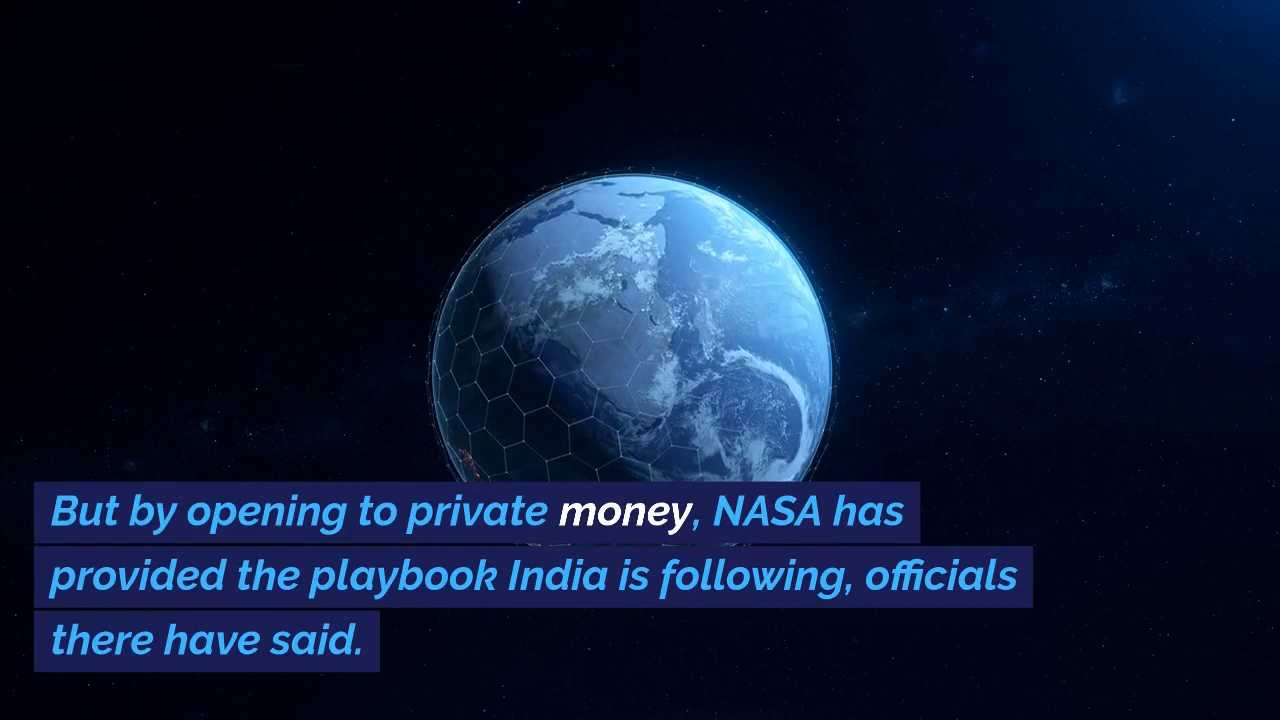 But by opening to private money, NASA has
provided the playbook India is following, officials
there have said.